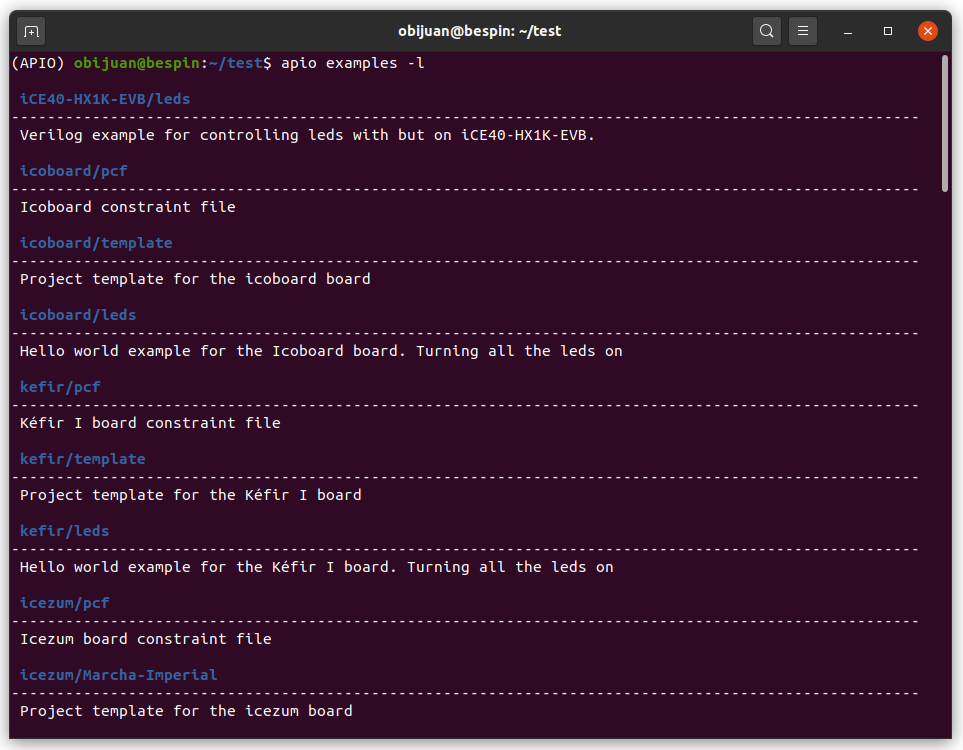 obijuan@bespin: ~/test
(APIO) obijuan@bespin:~/test$ apio examples -l
iCE40-HX1K-EVB/leds
-----------------------------------------------------------------------------------------------------
Verilog example for controlling leds with but on iCE40-HX1K-EVB.
icoboard/pcf
-----------------------------------------------------------------------------------------------------
Icoboard constraint file
icoboard/template
-----------------------------------------------------------------------------------------------------
Project template for the icoboard board
icoboard/leds
-----------------------------------------------------------------------------------------------------
Hello world example for the Icoboard board. Turning all the leds on
kefir/pcf
-----------------------------------------------------------------------------------------------------
Kéfir I board constraint file
kefir/template
-----------------------------------------------------------------------------------------------------
Project template for the Kéfir I board
kefir/leds
-----------------------------------------------------------------------------------------------------
Hello world example for the Kéfir I board. Turning all the leds on
icezum/pcf
-----------------------------------------------------------------------------------------------------
Icezum board constraint file
icezum/Marcha-Imperial
-----------------------------------------------------------------------------------------------------
Project template for the icezum board